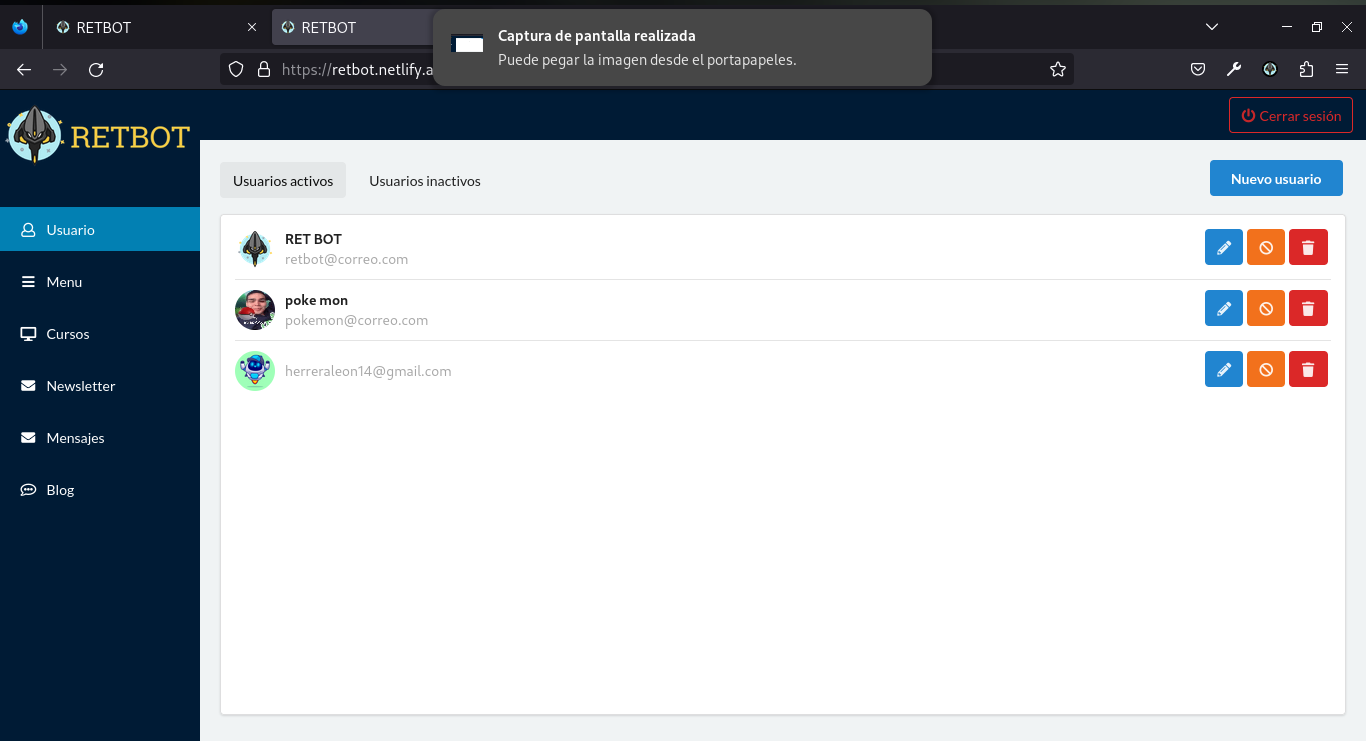 RETBOT
RETBOT
Captura de pantalla realizada
Puede pegar la imagen desde el portapapeles.
https://retbot.netlify.a
RETBOT
Cerrar sesión
Usuarios activos
Usuarios inactivos
Nuevo usuario
Usuario
Menu
Cursos
Newsletter
Mensajes
Blog
RET BOT
retbot@correo.com
poke mon
pokemon@correo.com
herreraleon14@gmail.com